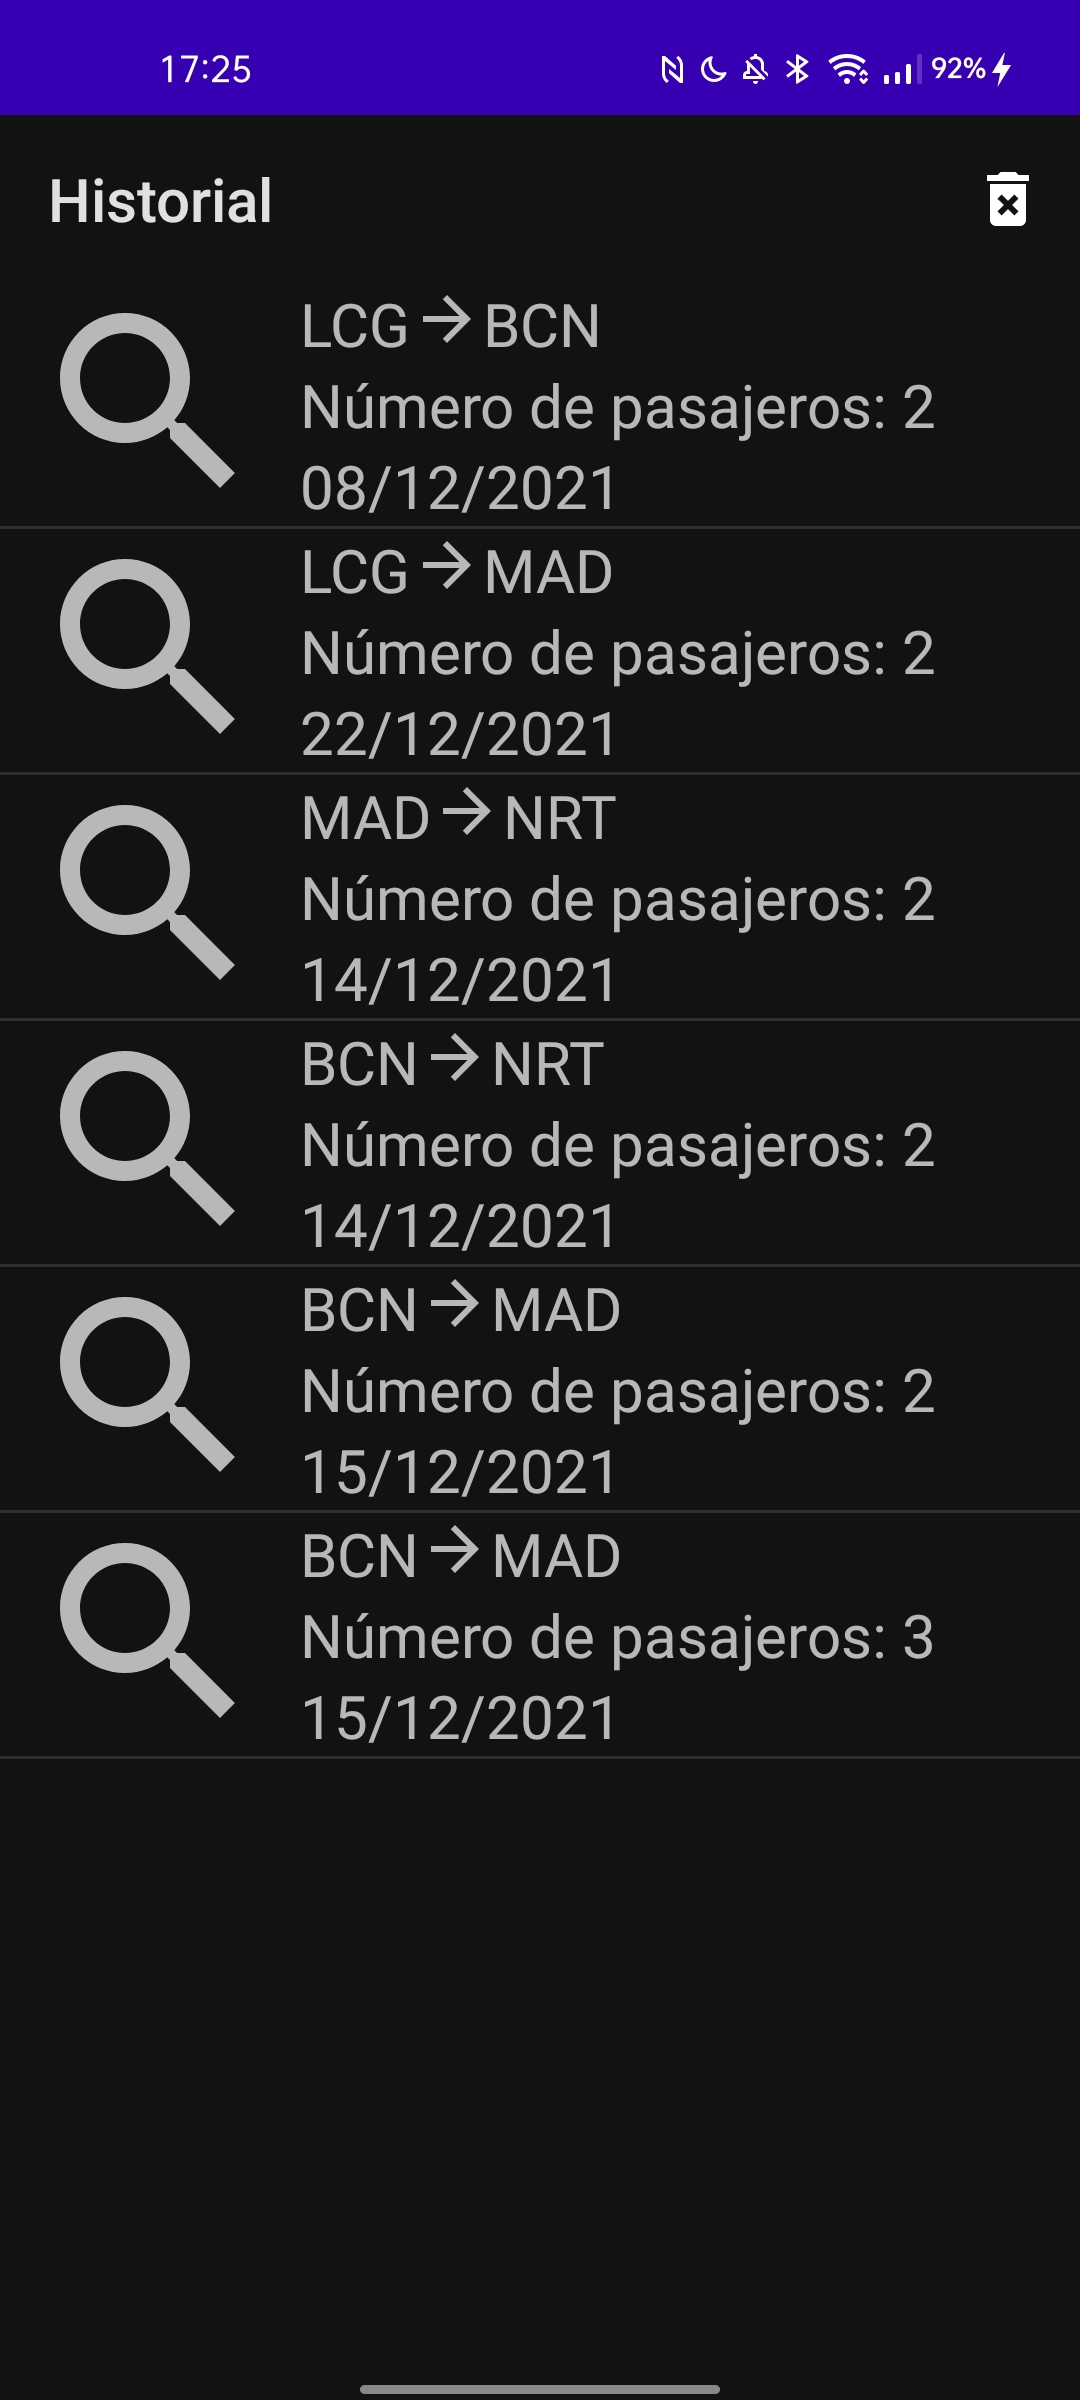 17:25
92%
Historial
LCG → BCN
Número de pasajeros: 2
08/12/2021
LCG → MAD
Número de pasajeros: 2
22/12/2021
MAD → NRT
Número de pasajeros: 2
14/12/2021
BCN → NRT
Número de pasajeros: 2
14/12/2021
BCN → MAD
Número de pasajeros: 2
15/12/2021
BCN → MAD
Número de pasajeros: 3
15/12/2021